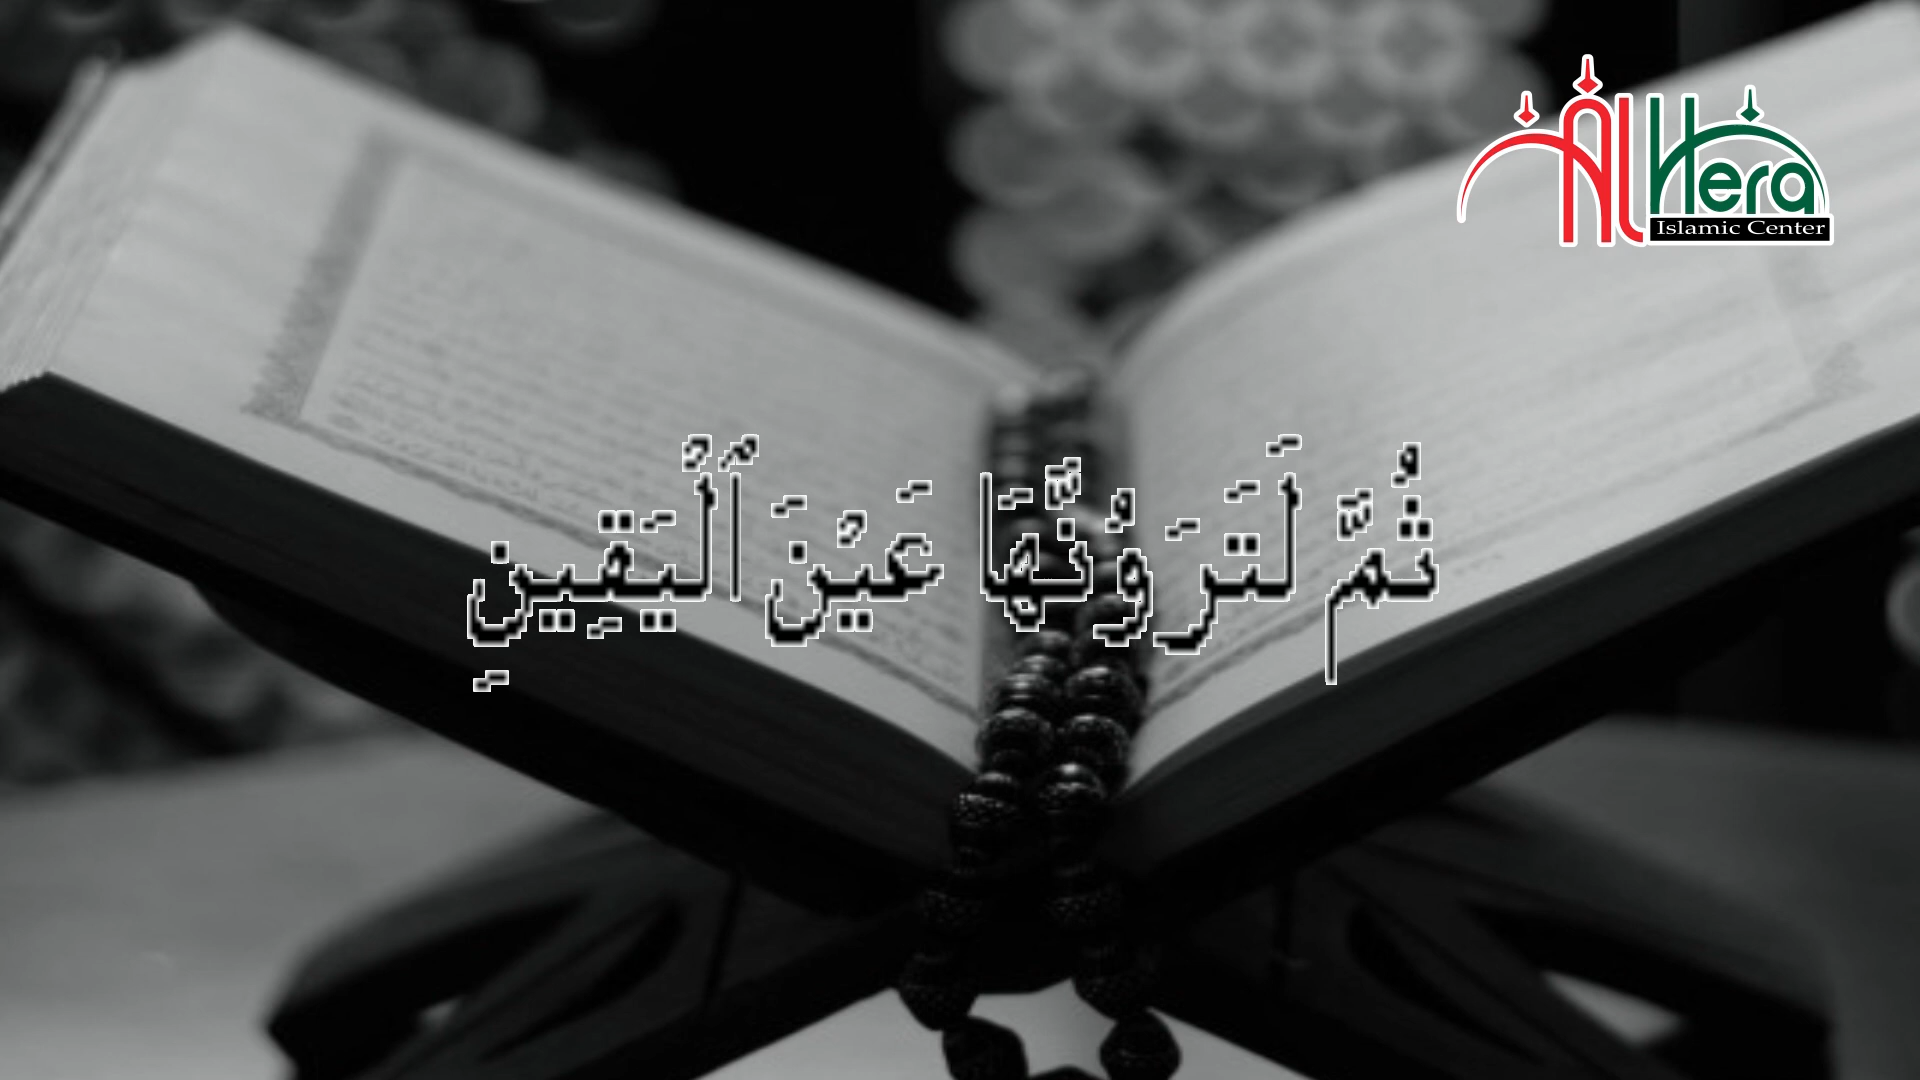 AlHera
Islamic Center
ثُمَّ لَتَرَوُنَّهَا عَيْنَ ٱلْيَقِينِ